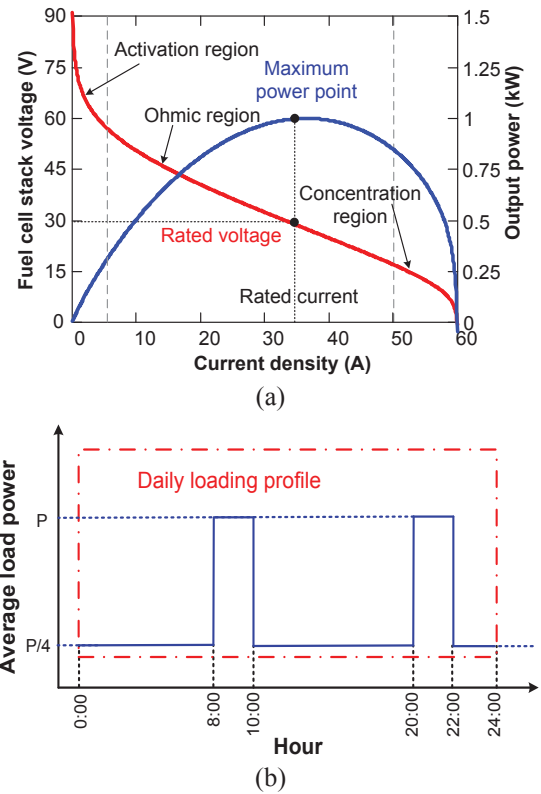 90
75
60
45
30
15
0
Fuel cell stack voltage (V)
1.5
1.25
1
0.75
0.5
0.25
0
Output power (kW)
Activation region
Maximum
power point
Ohmic region
Concentration
region
Rated voltage
Rated current
0 10 20 30 40 50 60
Current density (A)
(a)
Average load power
Daily loading profile
P
P/4
0:00
8:00
10:00
20:00
22:00
24:00
Hour
(b)